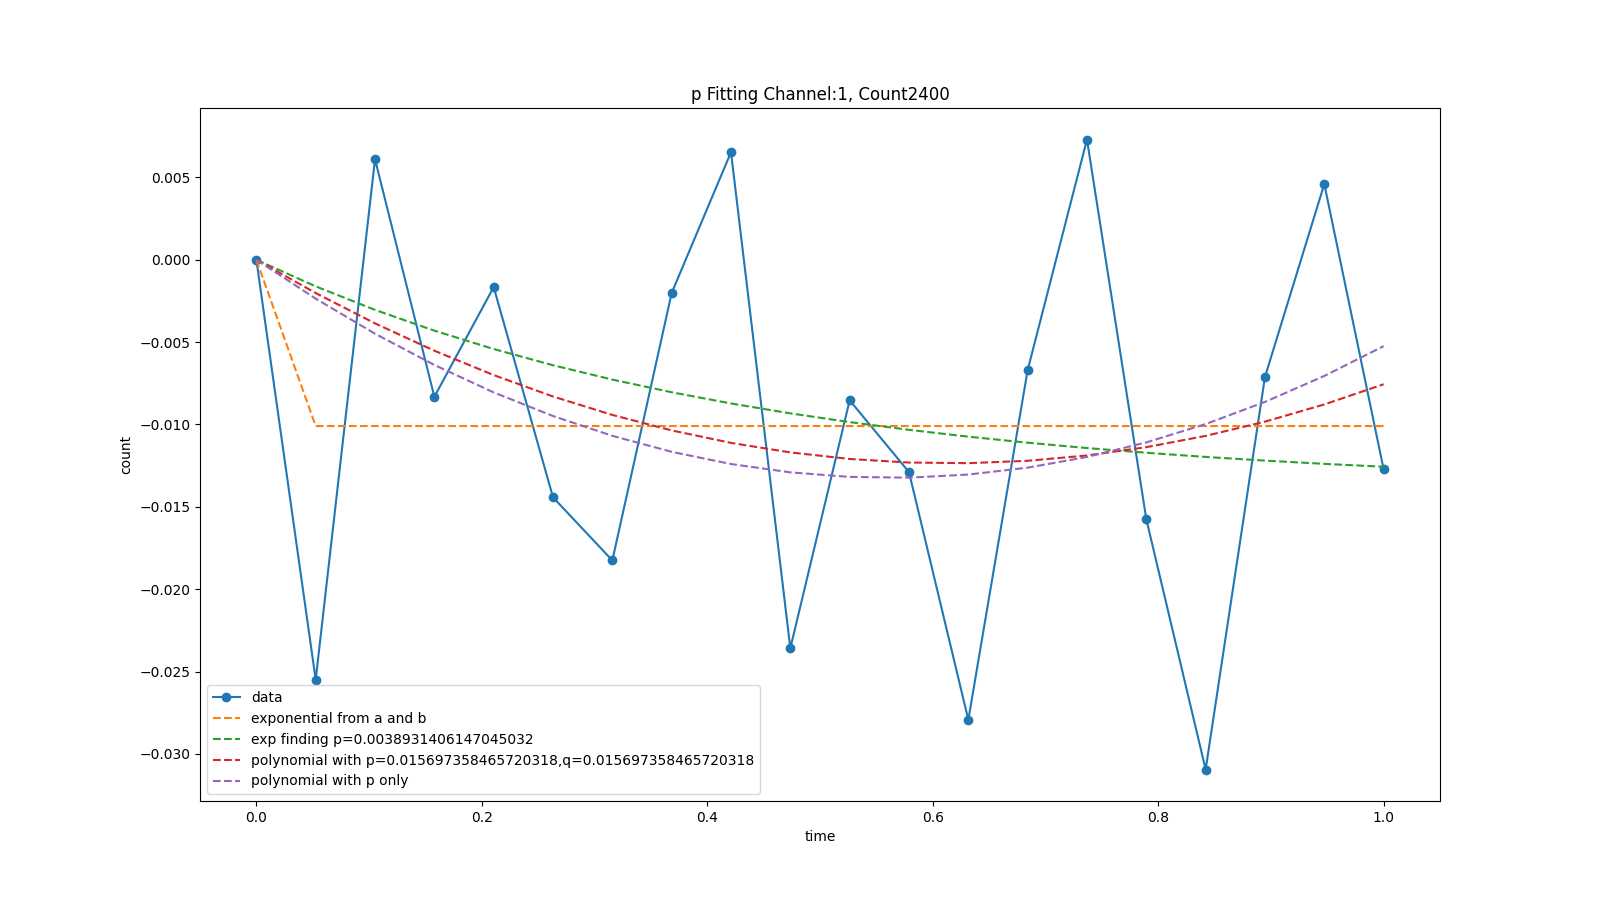 p Fitting Channel:1, Count2400
0.005
0.000
−0.005
−0.010
−0.015
−0.020
−0.025
−0.030
count
data
exponential from a and b
exp finding p=0.0038931406147045032
polynomial with p=0.015697358465720318,q=0.015697358465720318
polynomial with p only
0.0 0.2 0.4 0.6 0.8 1.0
time